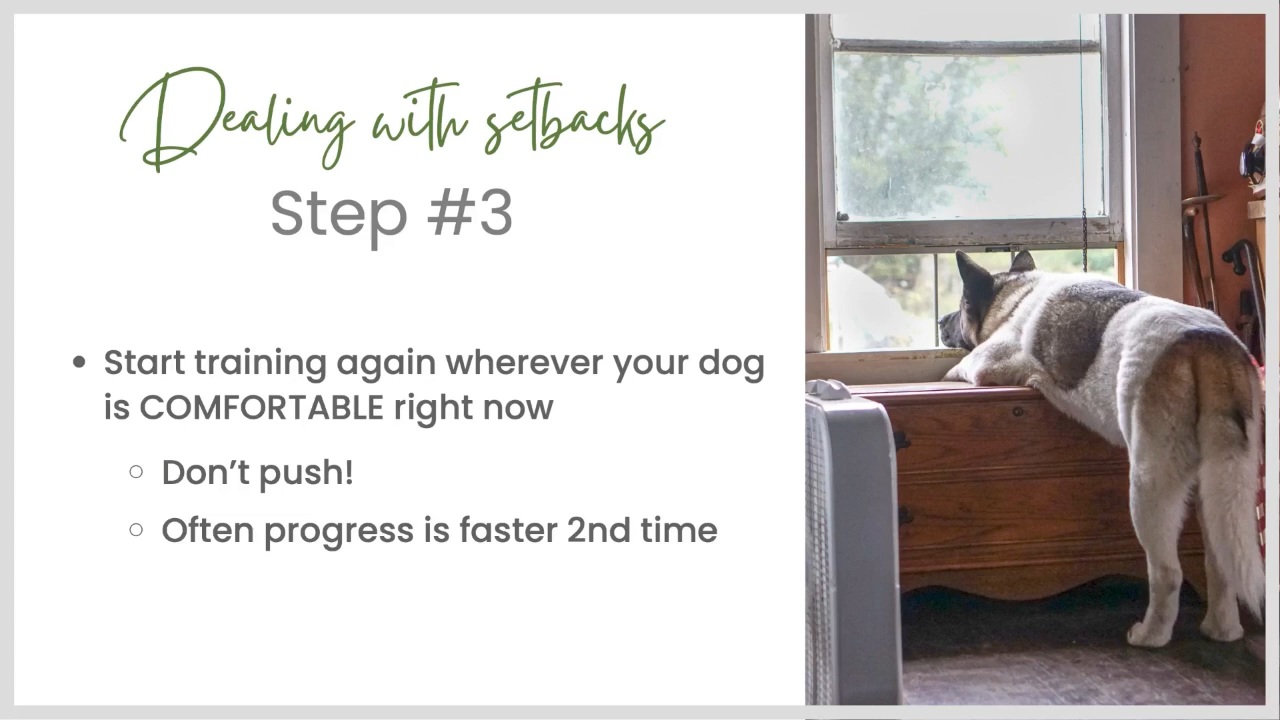 Dealing with setbacks
Step #3
• Start training again wherever your dog
is COMFORTABLE right now
○ Don’t push!
○ Often progress is faster 2nd time